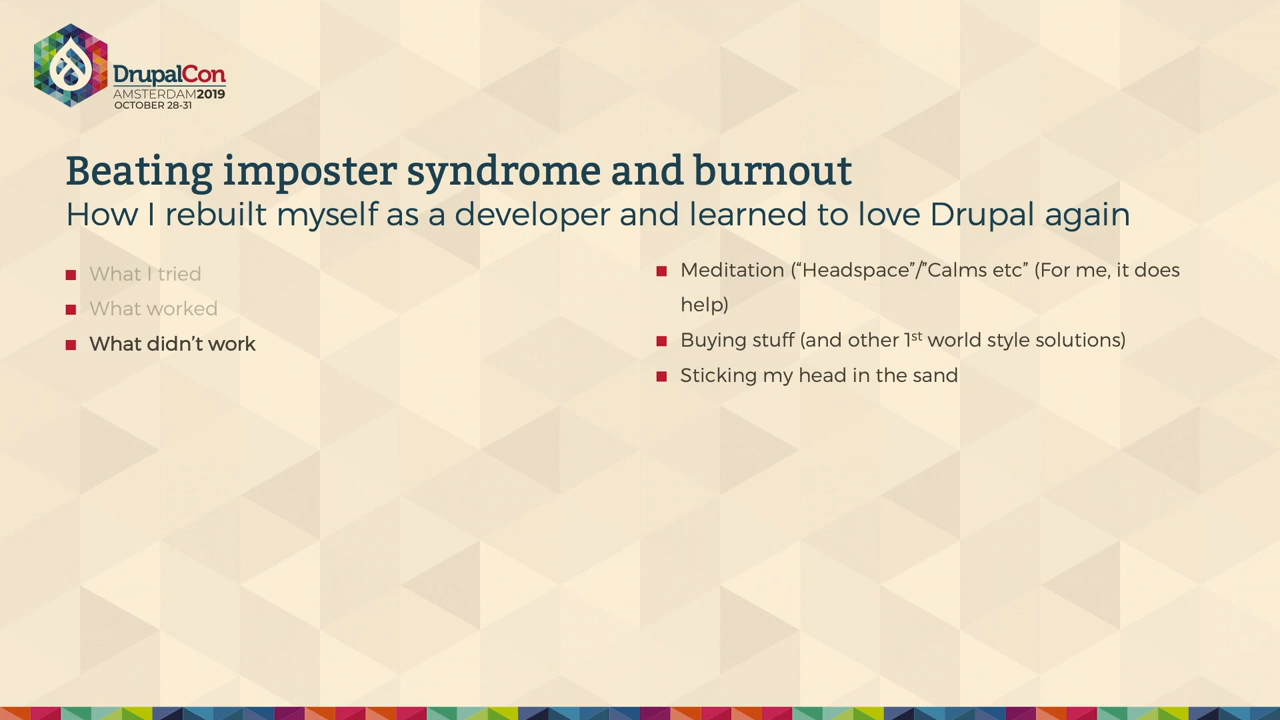 DrupalCon
AMSTERDAM2019
OCTOBER 28-31
Beating imposter syndrome and burnout
How I rebuilt myself as a developer and learned to love Drupal again
What I tried
What worked
What didn’t work
Meditation (“Headspace”/”Calms etc” (For me, it does
help)
Buying stuff (and other 1st world style solutions)
Sticking my head in the sand